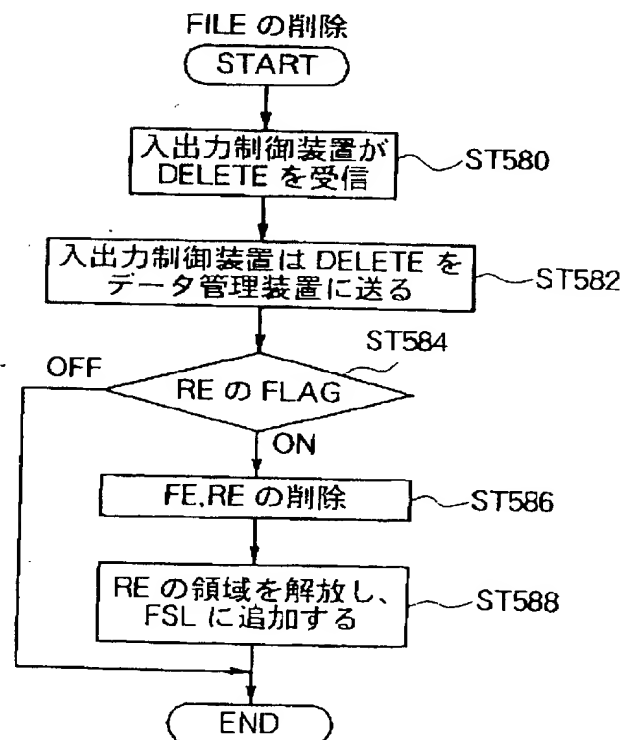 FILE の削除
START
入出力制御装置が
DELETE を受信
ST580
入出力制御装置は DELETE を
データ管理装置に送る
ST582
ST584
OFF
RE の FLAG
ON
FE,RE の削除
ST586
RE の領域を解放し、
FSL に追加する
ST588
END